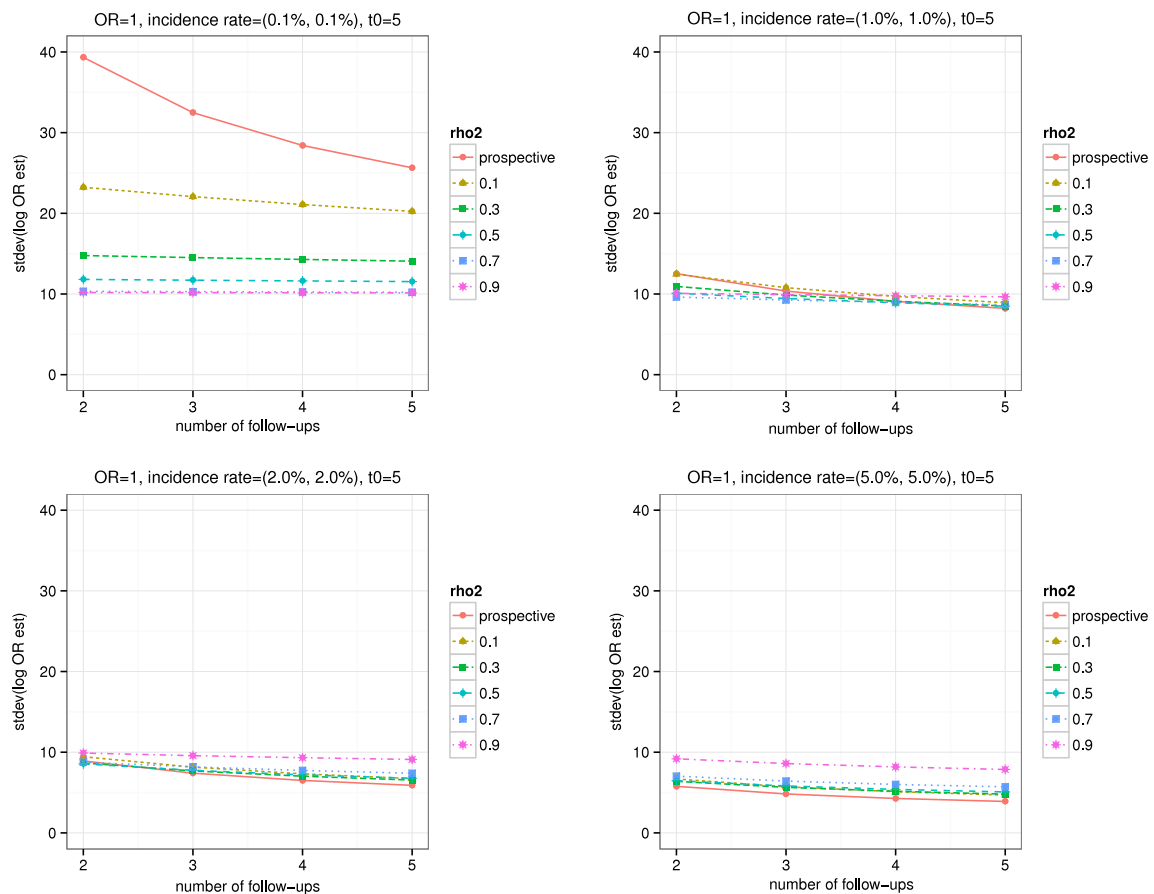 OR=1, incidence rate=(0.1%, 0.1%), t0=5
stdev(log OR est)
40
30
20
10
0
2 3 4 5
number of follow−ups
rho2
prospective
0.1
0.3
0.5
0.7
0.9
OR=1, incidence rate=(1.0%, 1.0%), t0=5
stdev(log OR est)
40
30
20
10
0
2 3 4 5
number of follow−ups
rho2
prospective
0.1
0.3
0.5
0.7
0.9
OR=1, incidence rate=(2.0%, 2.0%), t0=5
stdev(log OR est)
40
30
20
10
0
2 3 4 5
number of follow−ups
rho2
prospective
0.1
0.3
0.5
0.7
0.9
OR=1, incidence rate=(5.0%, 5.0%), t0=5
stdev(log OR est)
40
30
20
10
0
2 3 4 5
number of follow−ups
rho2
prospective
0.1
0.3
0.5
0.7
0.9